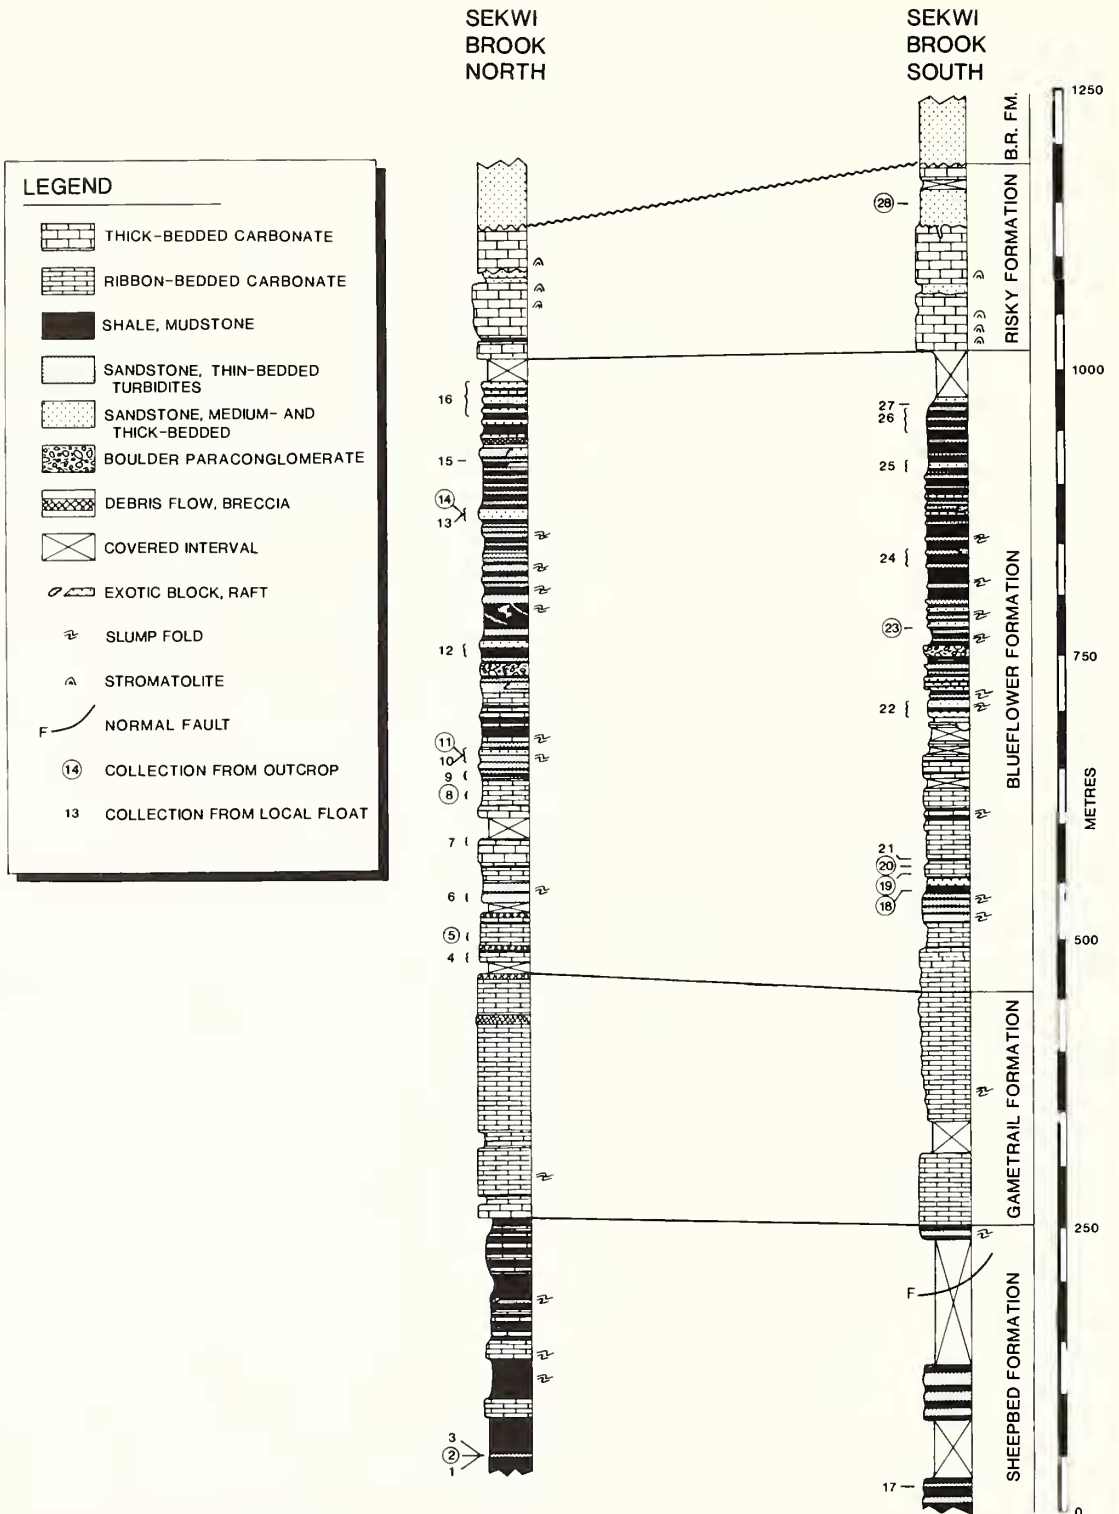 SEKWI
BROOK
NORTH
SEKWI
BROOK
SOUTH
LEGEND
THICK-BEDDED CARBONATE
RIBBON-BEDDED CARBONATE
SHALE, MUDSTONE
SANDSTONE, THIN-BEDDED
TURBIDITES
SANDSTONE, MEDIUM- AND
THICK-BEDDED
BOULDER PARACONGLOMERATE
DEBRIS FLOW, BRECCIA
COVERED INTERVAL
EXOTIC BLOCK, RAFT
SLUMP FOLD
STROMATOLITE
F NORMAL FAULT
14 COLLECTION FROM OUTCROP
13 COLLECTION FROM LOCAL FLOAT
16
15
14
13
12
11
10
9
8
7
6
5
4
3
2
1
28
27
26
25
24
23
22
21
20
19
18
F
17
B.R. FM.
RISKY FORMATION
BLUEFLOWER FORMATION
GAMETRAIL FORMATION
SHEEPBED FORMATION
1250
1000
750
METRES
500
250
0